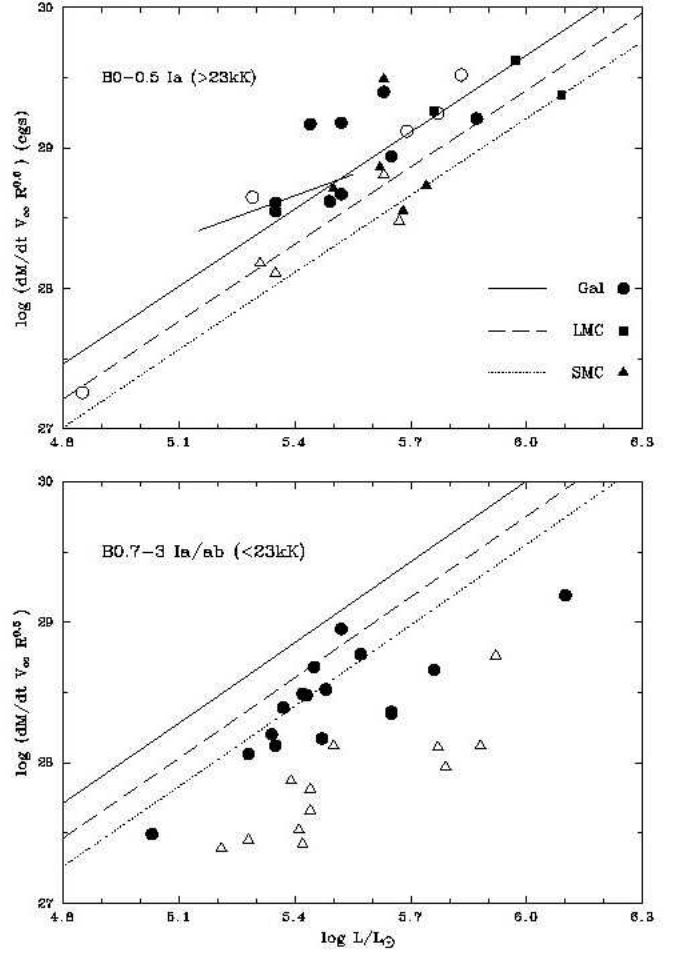 30
B0-0.5 Ia (>23kK)
29
log (dM/dt V∞ R^0.6) (cgs)
28
Gal
LMC
SMC
27
4.8 5.1 5.4 5.7 6.0 6.3
30
B0.7-3 Ia/ab (<23kK)
29
log (dM/dt V∞ R^0.5)
28
27
4.8 5.1 5.4 5.7 6.0 6.3
log L/L☉